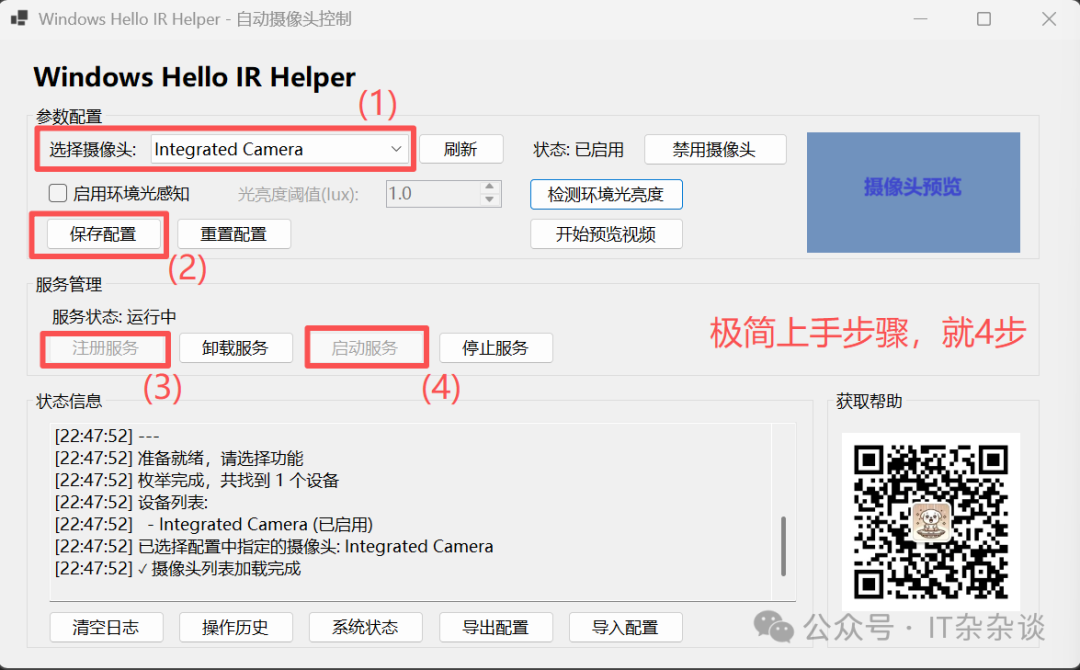 Windows Hello IR Helper - 自动摄像头控制
Windows Hello IR Helper
(1)
参数配置
选择摄像头: Integrated Camera 刷新 状态: 已启用 禁用摄像头
启用环境光感知 光亮度阈值(lux): 1.0 检测环境光亮度
摄像头预览
保存配置 重置配置 开始预览视频
(2)
服务管理
服务状态: 运行中
注册服务 卸载服务 启动服务 停止服务
极简上手步骤，就4步
(3) (4)
状态信息
[22:47:52] ---
[22:47:52] 准备就绪，请选择功能
[22:47:52] 枚举完成，共找到 1 个设备
[22:47:52] 设备列表:
[22:47:52] - Integrated Camera (已启用)
[22:47:52] 已选择配置中指定的摄像头: Integrated Camera
[22:47:52] ✓ 摄像头列表加载完成
清空日志 操作历史 系统状态 导出配置 导入配置
获取帮助
公众号 · IT杂杂谈